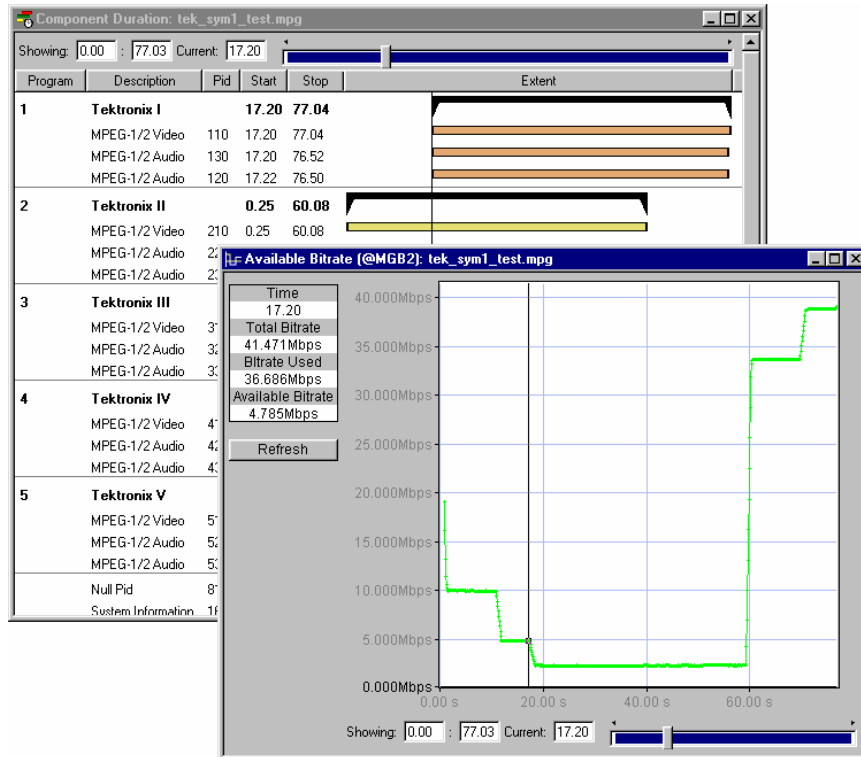 Component Duration: tek_sym1_test.mpg
Showing: 0.00 : 77.03 Current: 17.20
Program Description Pid Start Stop Extent
1 Tektronix I 17.20 77.04
MPEG-1/2 Video 110 17.20 77.04
MPEG-1/2 Audio 130 17.20 76.52
MPEG-1/2 Audio 120 17.22 76.50
2 Tektronix II 0.25 60.08
MPEG-1/2 Video 210 0.25 60.08
MPEG-1/2 Audio
MPEG-1/2 Audio
3 Tektronix III
MPEG-1/2 Video
MPEG-1/2 Audio
MPEG-1/2 Audio
4 Tektronix IV
MPEG-1/2 Video
MPEG-1/2 Audio
MPEG-1/2 Audio
5 Tektronix V
MPEG-1/2 Video
MPEG-1/2 Audio
MPEG-1/2 Audio
Null Pid
System Information
Available Bitrate (@MGB2): tek_sym1_test.mpg
Time
17.20
Total Bitrate
41.471Mbps
BItrate Used
36.686Mbps
Available Bitrate
4.785Mbps
Refresh
40.000Mbps
35.000Mbps
30.000Mbps
25.000Mbps
20.000Mbps
15.000Mbps
10.000Mbps
5.000Mbps
0.000Mbps
0.00 s 20.00 s 40.00 s 60.00 s
Showing: 0.00 : 77.03 Current: 17.20